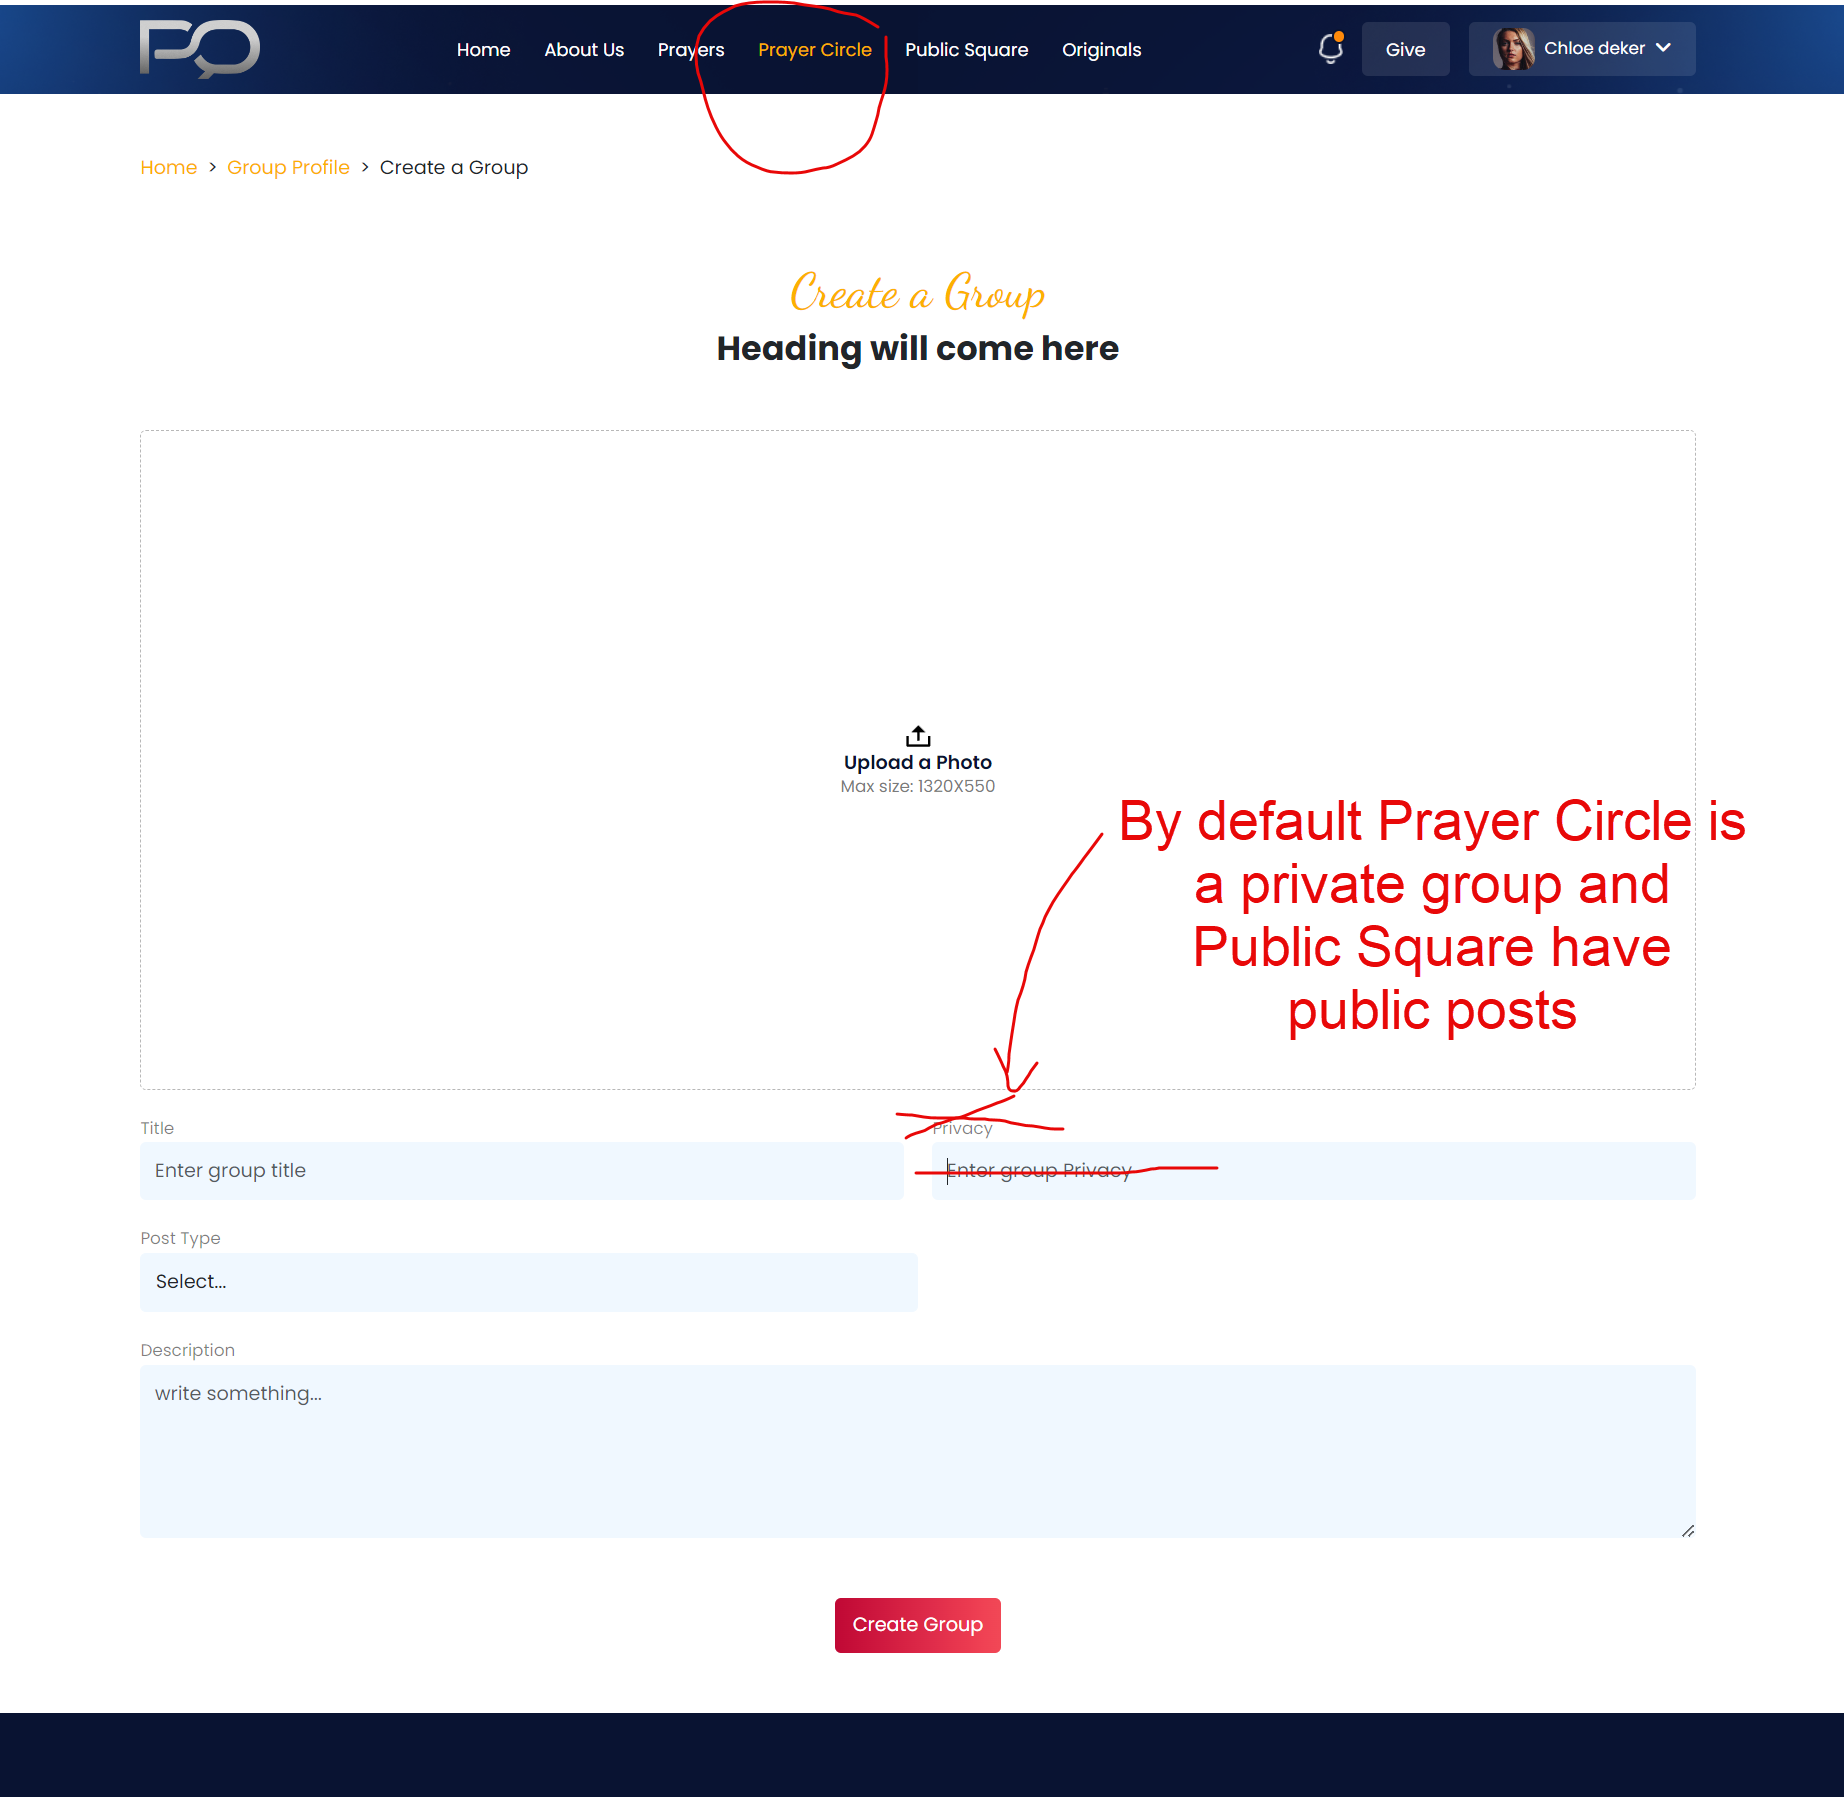 PQ
Home About Us Prayers Prayer Circle Public Square Originals Give Chloe deker
Home > Group Profile > Create a Group
Create a Group
Heading will come here
Upload a Photo
Max size: 1320X550
By default Prayer Circle is
a private group and
Public Square have
public posts
Title
Enter group title
Privacy
Enter group Privacy
Post Type
Select...
Description
write something...
Create Group